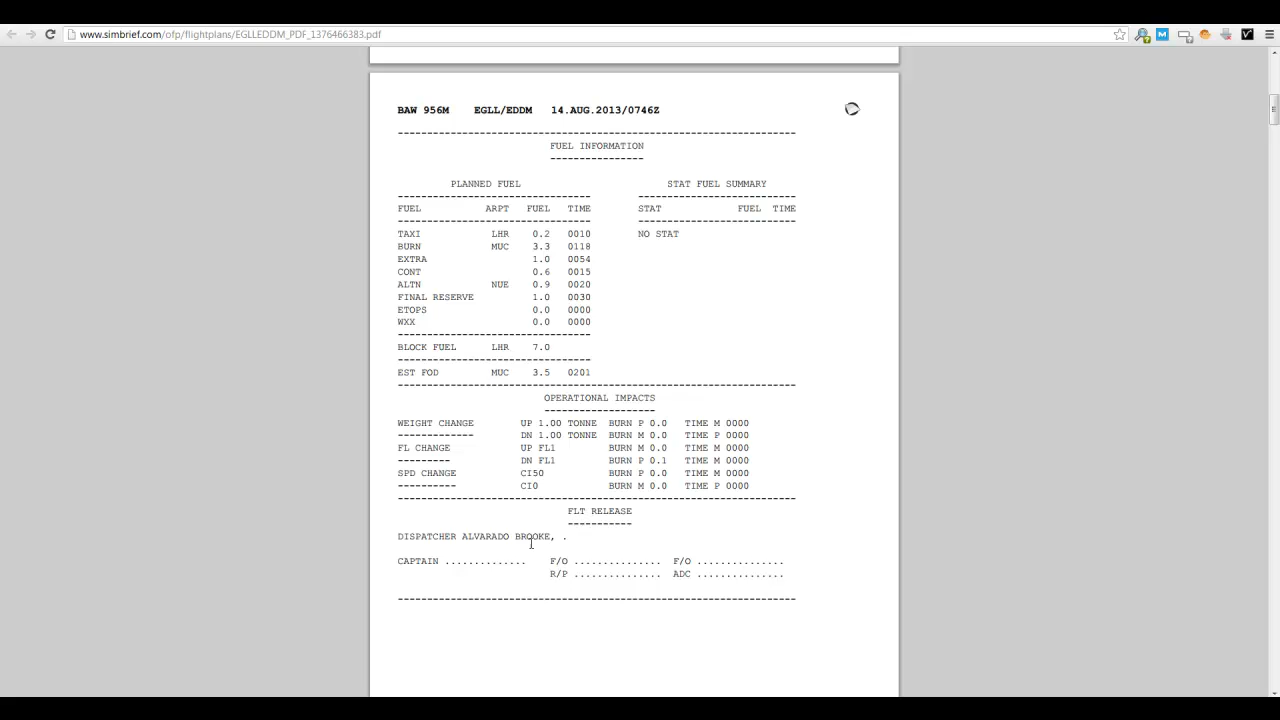 www.simbrief.com/ofp/flightplans/EGLLEDDM_PDF_1376466383.pdf
BAW 956M EGLL/EDDM 14.AUG.2013/0746Z
FUEL INFORMATION
PLANNED FUEL STAT FUEL SUMMARY
FUEL ARPT FUEL TIME STAT FUEL TIME
TAXI LHR 0.2 0010 NO STAT
BURN MUC 3.3 0118
EXTRA 1.0 0054
CONT 0.6 0015
ALTN NUE 0.9 0020
FINAL RESERVE 1.0 0030
ETOPS 0.0 0000
WXX 0.0 0000
BLOCK FUEL LHR 7.0
EST FOD MUC 3.5 0201
OPERATIONAL IMPACTS
WEIGHT CHANGE UP 1.00 TONNE BURN P 0.0 TIME M 0000
DN 1.00 TONNE BURN M 0.0 TIME P 0000
FL CHANGE UP FL1 BURN M 0.0 TIME M 0000
DN FL1 BURN P 0.1 TIME M 0000
SPD CHANGE CI50 BURN P 0.0 TIME M 0000
CI0 BURN M 0.0 TIME P 0000
FLT RELEASE
DISPATCHER ALVARADO BROOKE, .
CAPTAIN .............. F/O ............... F/O ...............
R/P ............... ADC ...............